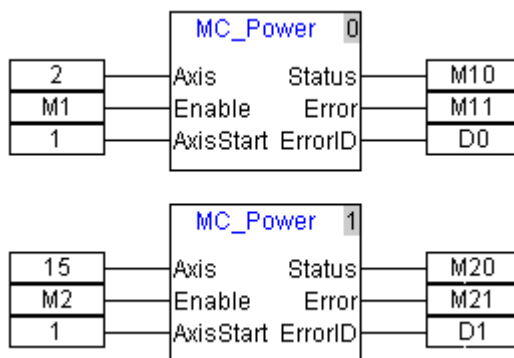 MC_Power 0
2 Axis Status M10
M1 Enable Error M11
1 AxisStart ErrorID D0
MC_Power 1
15 Axis Status M20
M2 Enable Error M21
1 AxisStart ErrorID D1